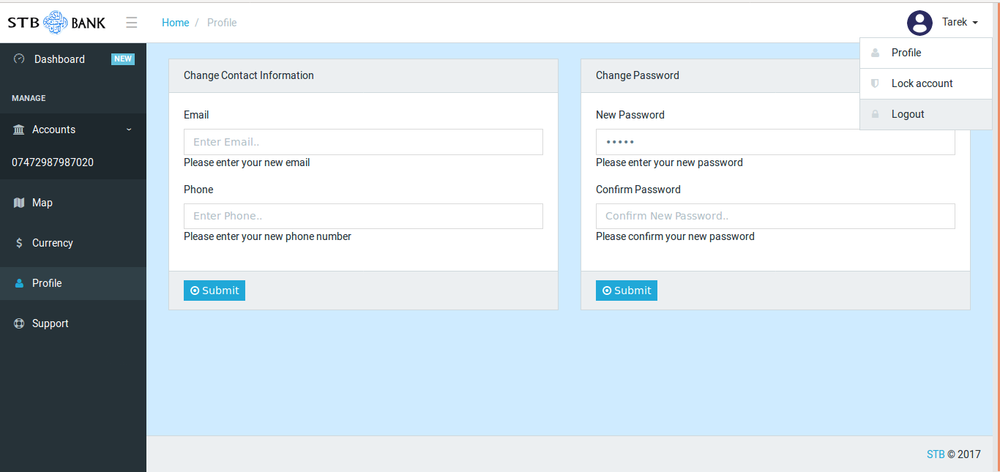 STB BANK
Home / Profile
Tarek
Profile
Lock account
Logout
Dashboard NEW
MANAGE
Accounts
07472987987020
Map
Currency
Profile
Support
Change Contact Information
Email
Enter Email..
Please enter your new email
Phone
Enter Phone..
Please enter your new phone number
Submit
Change Password
New Password
•••••
Please enter your new password
Confirm Password
Confirm New Password..
Please confirm your new password
Submit
STB © 2017